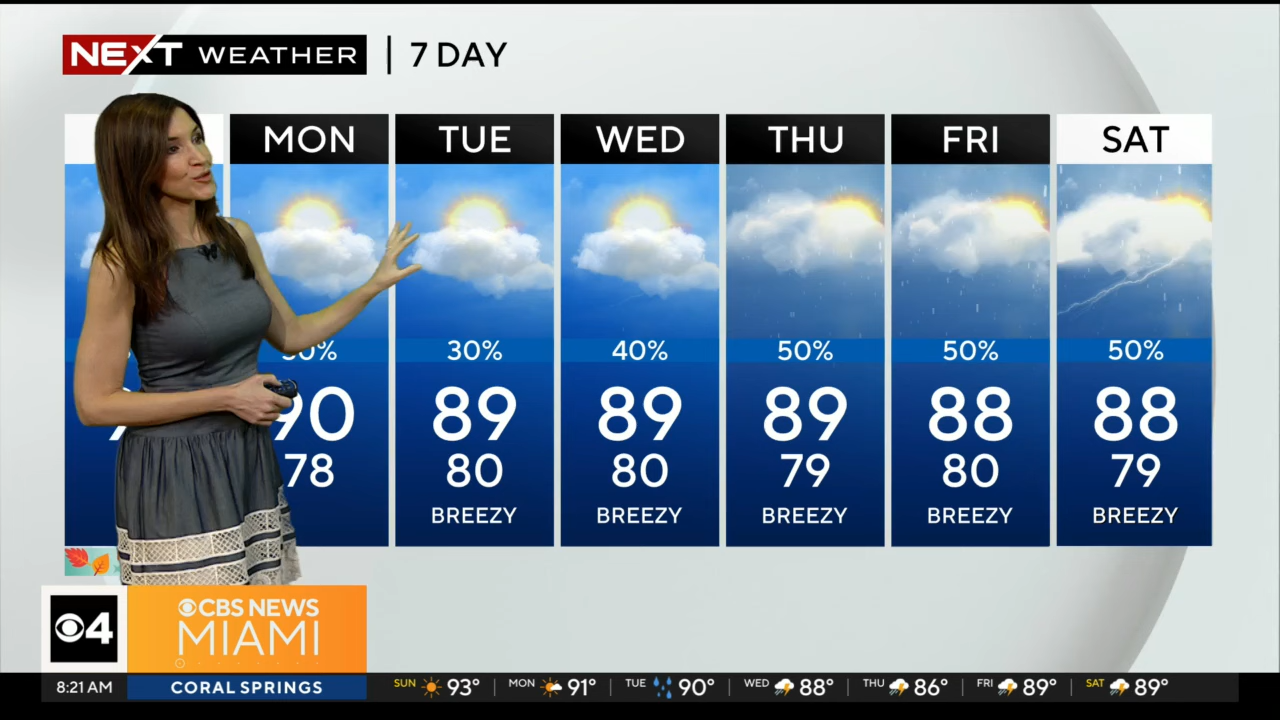 NEXT WEATHER | 7 DAY
MON TUE WED THU FRI SAT
30% 40% 50% 50% 50%
90 89 89 89 88 88
78 80 80 79 80 79
BREEZY BREEZY BREEZY BREEZY BREEZY
4 CBS NEWS
MIAMI
8:21 AM CORAL SPRINGS SUN 93° | MON 91° | TUE 90° | WED 88° | THU 86° | FRI 89° | SAT 89°